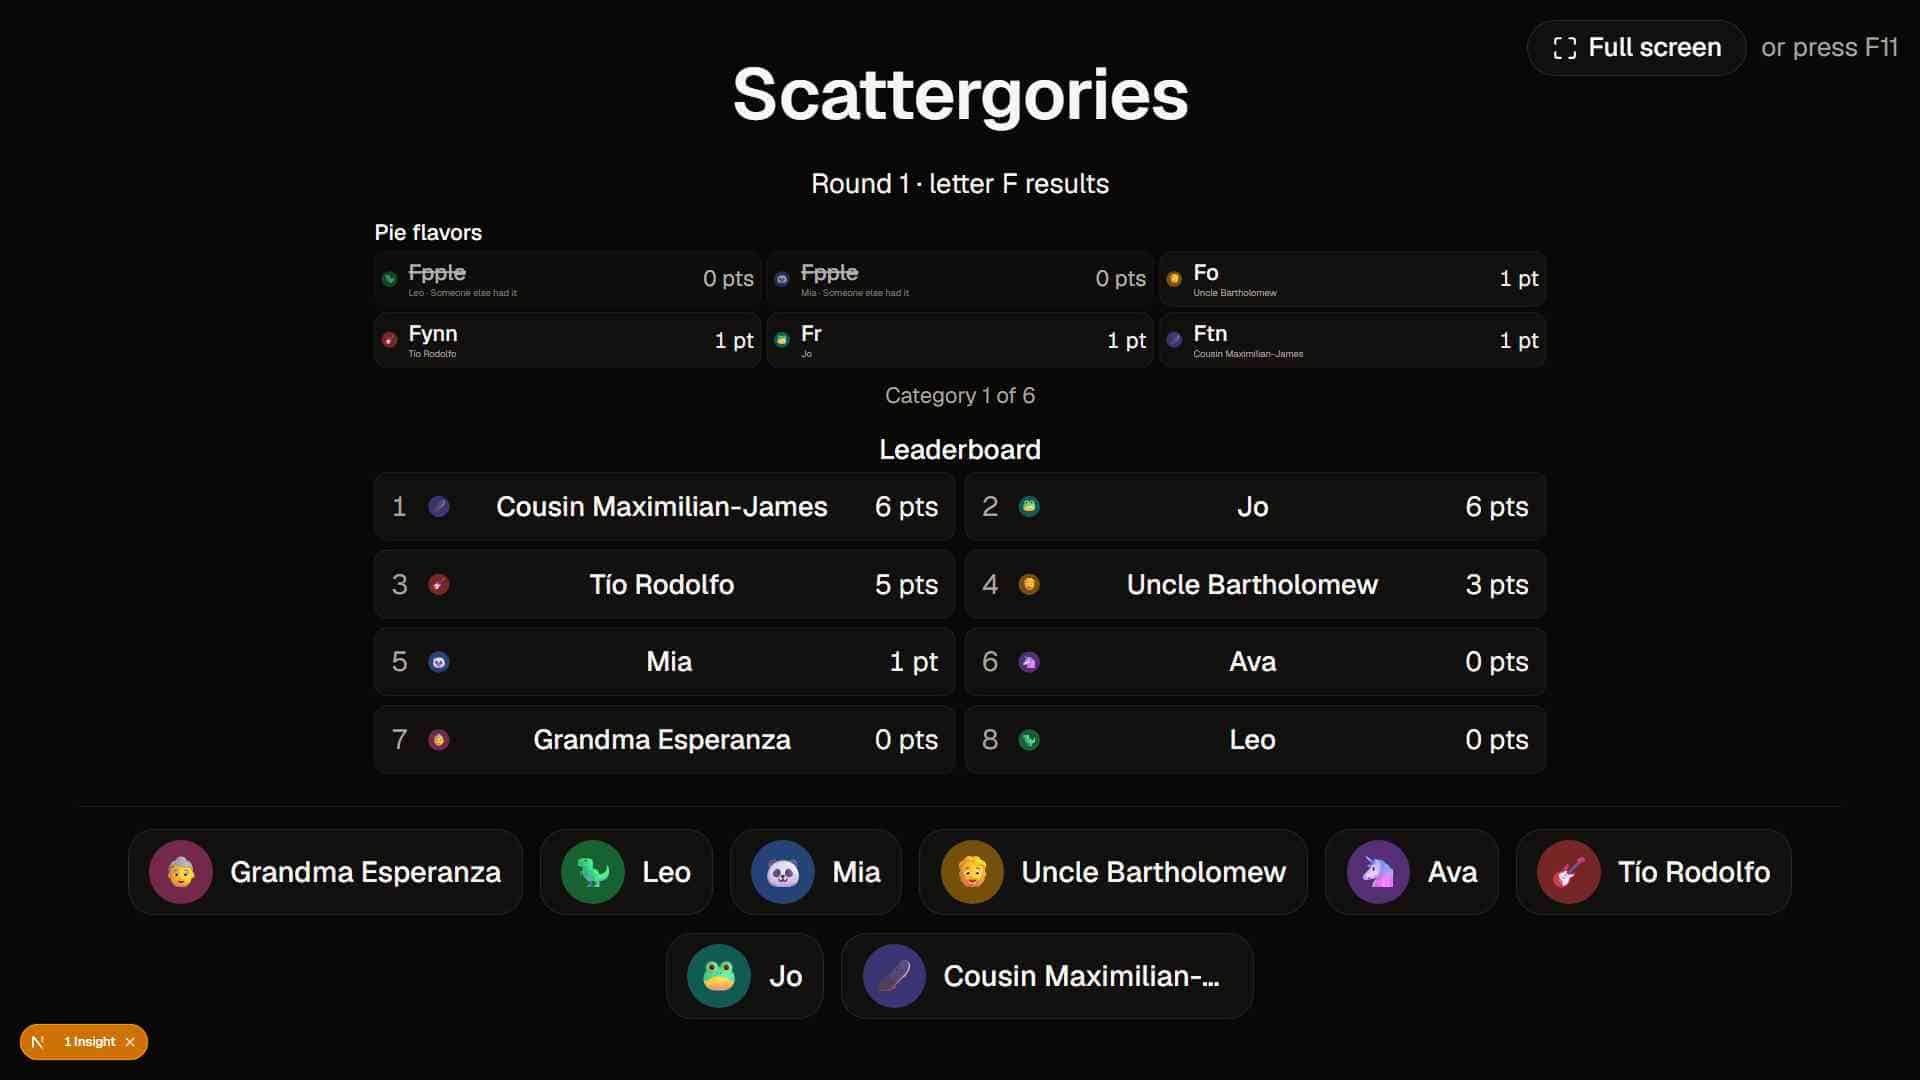 Full screen or press F11
Scattergories
Round 1 · letter F results
Pie flavors
Fpple
Leo · Someone else had it
0 pts
Fpple
Mia · Someone else had it
0 pts
Fo
Uncle Bartholomew
1 pt
Fynn
Tío Rodolfo
1 pt
Fr
Jo
1 pt
Ftn
Cousin Maximilian-James
1 pt
Category 1 of 6
Leaderboard
1 Cousin Maximilian-James 6 pts
2 Jo 6 pts
3 Tío Rodolfo 5 pts
4 Uncle Bartholomew 3 pts
5 Mia 1 pt
6 Ava 0 pts
7 Grandma Esperanza 0 pts
8 Leo 0 pts
Grandma Esperanza
Leo
Mia
Uncle Bartholomew
Ava
Tío Rodolfo
Jo
Cousin Maximilian-...
N 1 Insight ×